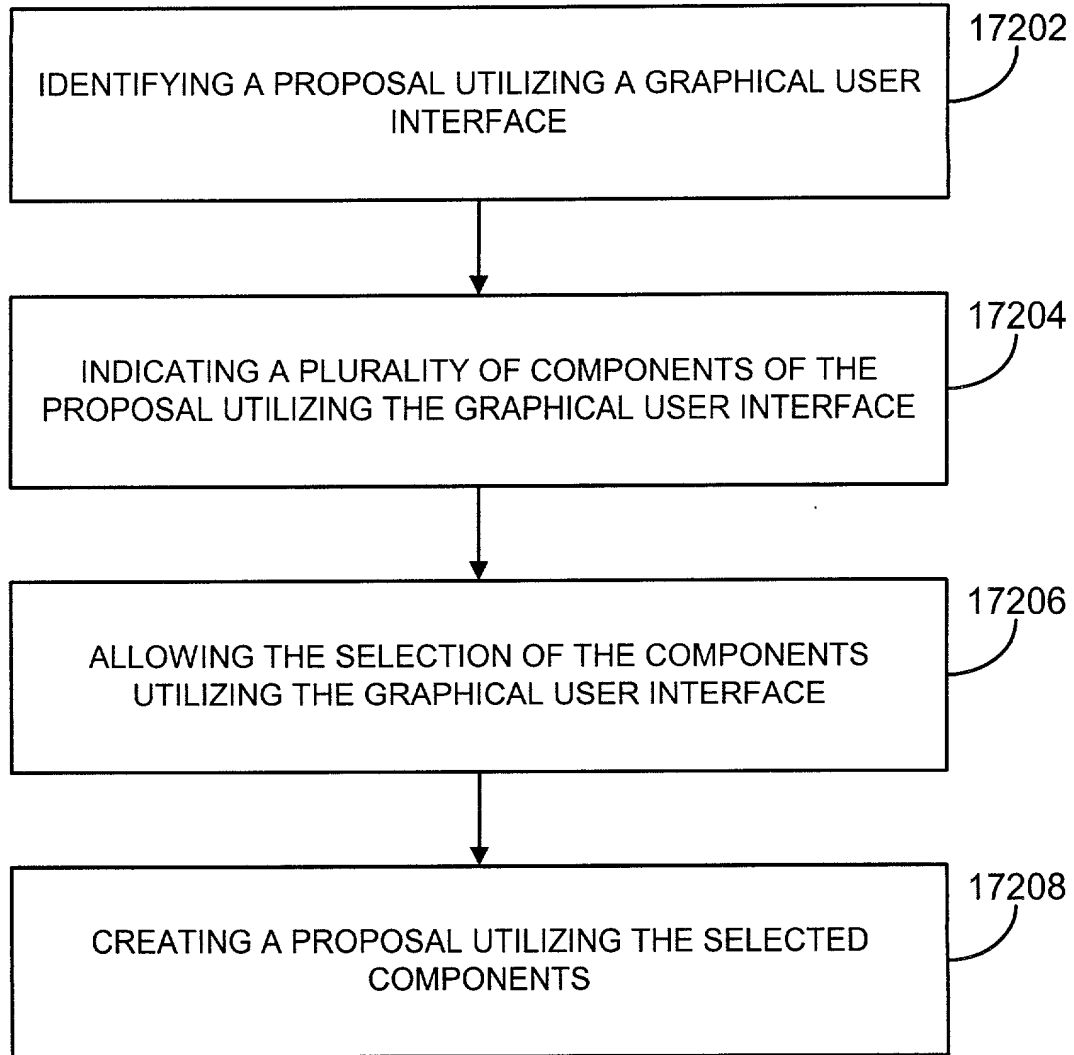 17202
IDENTIFYING A PROPOSAL UTILIZING A GRAPHICAL USER
INTERFACE
17204
INDICATING A PLURALITY OF COMPONENTS OF THE
PROPOSAL UTILIZING THE GRAPHICAL USER INTERFACE
17206
ALLOWING THE SELECTION OF THE COMPONENTS
UTILIZING THE GRAPHICAL USER INTERFACE
17208
CREATING A PROPOSAL UTILIZING THE SELECTED
COMPONENTS